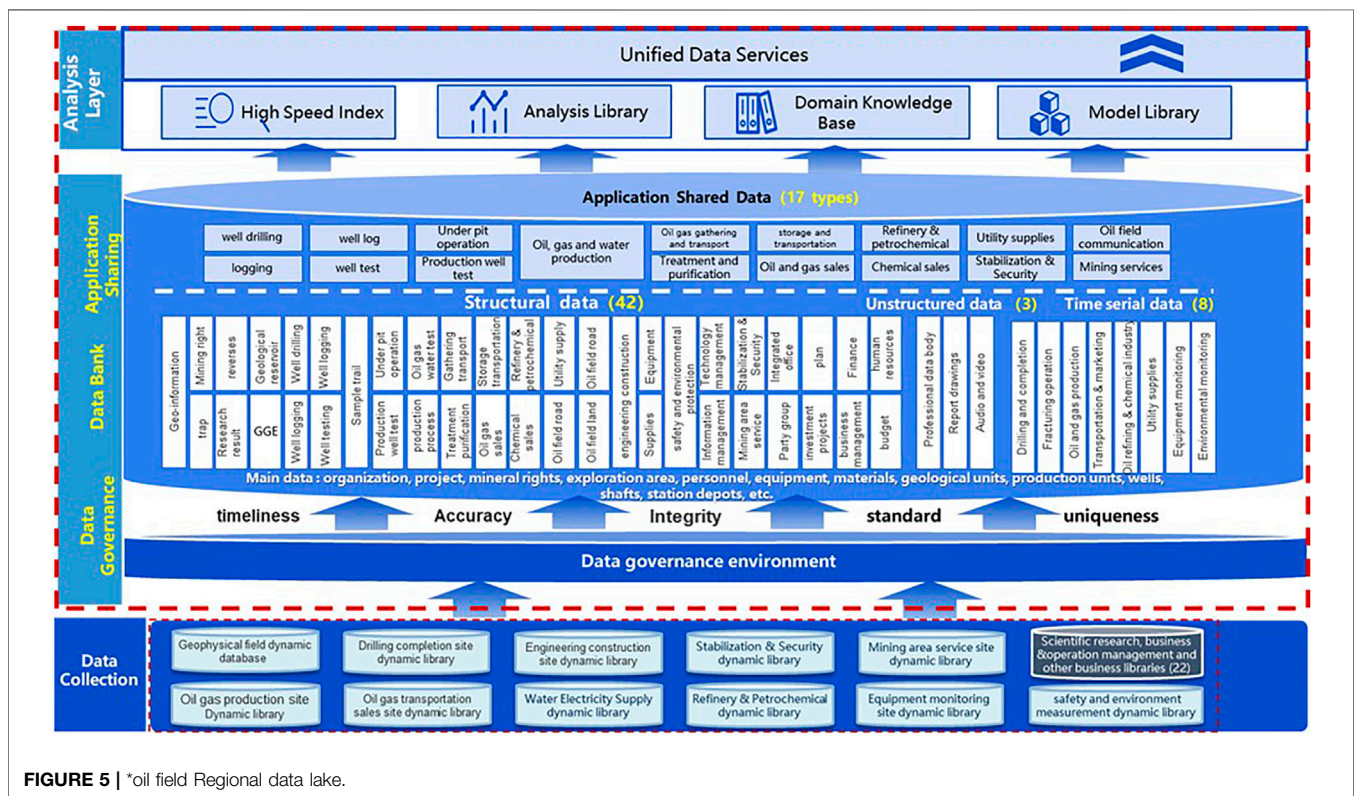 Analysis
Layer
Unified Data Services
High Speed Index
Analysis Library
Domain Knowledge
Base
Model Library
Application
Sharing
Application Shared Data (17 types)
well drilling
well log
Under pit
operation
Oil, gas and water
production
Oil gas gathering
and transport
storage and
transportation
Refinery &
petrochemical
Utility supplies
Oil field
communication
logging
well test
Production well
test
Treatment and
purification
Oil and gas sales
Chemical sales
Stabilization &
Security
Mining services
Data Bank
Structural data (42)
Unstructured data (3)
Time serial data (8)
Geo-information
Mining right
reverses
Geological
resrvoir
Well drilling
Well logging
Sample trail
Under pit
operation
Oil gas
water test
Gathering
transport
Storage
transportation
Refinery &
petrochemical
Utility supply
Oil field road
engineering construction
Equipment
safety and environmental
protection
Technology
management
Stabilization &
Security
Integrated
office
plan
Finance
human
resources
trap
Research
result
GGE
Well logging
Well testing
Production
well test
production
process
Treatment
purification
Oil gas
sales
Chemical
sales
Oil field road
Oil field land
Supplies
Information
management
Mining area
service
Party group
investment
projects
business
management
budget
Professional data body
Report drawings
Audio and video
Drilling and completion
Fracturing operation
Oil and gas production
Transportation & marketing
Oil refining & chemical industry
Utility supplies
Equipment monitoring
Environmental monitoring
Main data : organization, project, mineral rights, exploration area, personnel, equipment, materials, geological units, production units, wells,
shafts, station depots, etc.
Data
Governance
timeliness
Accuracy
Integrity
standard
uniqueness
Data governance environment
Data
Collection
Geophysical field dynamic
database
Drilling completion site
dynamic library
Engineering construction
site dynamic library
Stabilization & Security
dynamic library
Mining area service site
dynamic library
Scientific research, business
&operation management and
other business libraries (22)
Oil gas production site
Dynamic library
Oil gas transportation
sales site dynamic library
Water Electricity Supply
dynamic library
Refinery & Petrochemical
dynamic library
Equipment monitoring
site dynamic library
safety and environment
measurement dynamic library
FIGURE 5 | *oil field Regional data lake.